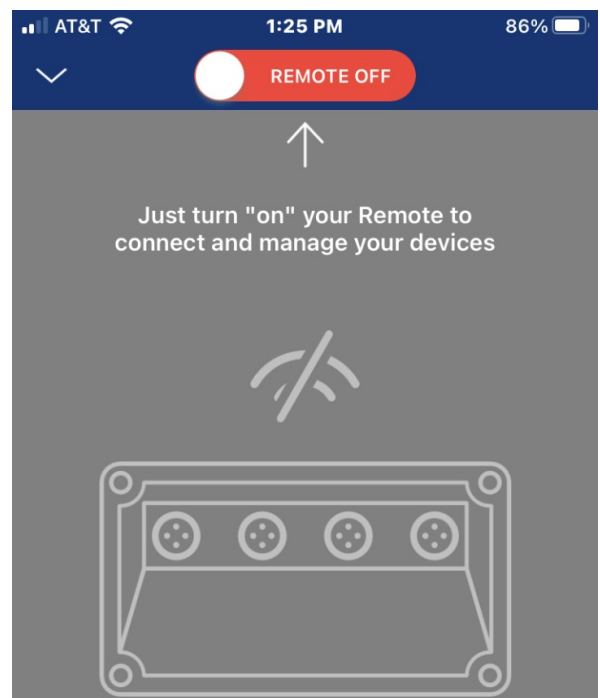 AT&T 1:25 PM 86%
REMOTE OFF
Just turn "on" your Remote to
connect and manage your devices